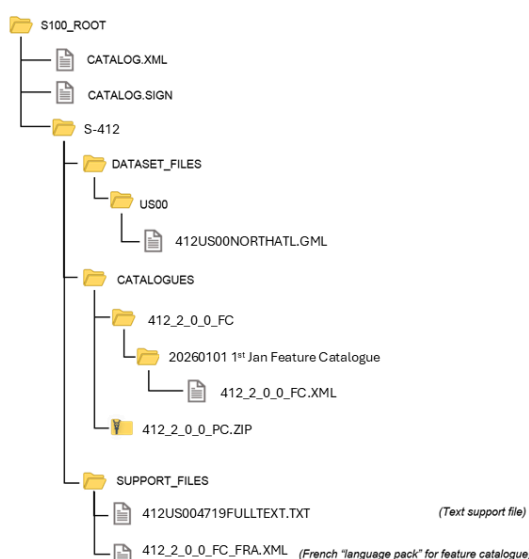 S100_ROOT
CATALOG.XML
CATALOG.SIGN
S-412
DATASET_FILES
US00
412US00NORTHATL.GML
CATALOGUES
412_2_0_0_FC
20260101 1st Jan Feature Catalogue
412_2_0_0_FC.XML
412_2_0_0_PC.ZIP
SUPPORT_FILES
412US004719FULLTEXT.TXT (Text support file)
412_2_0_0_FC_FRA.XML (French "language pack" for feature catalogue